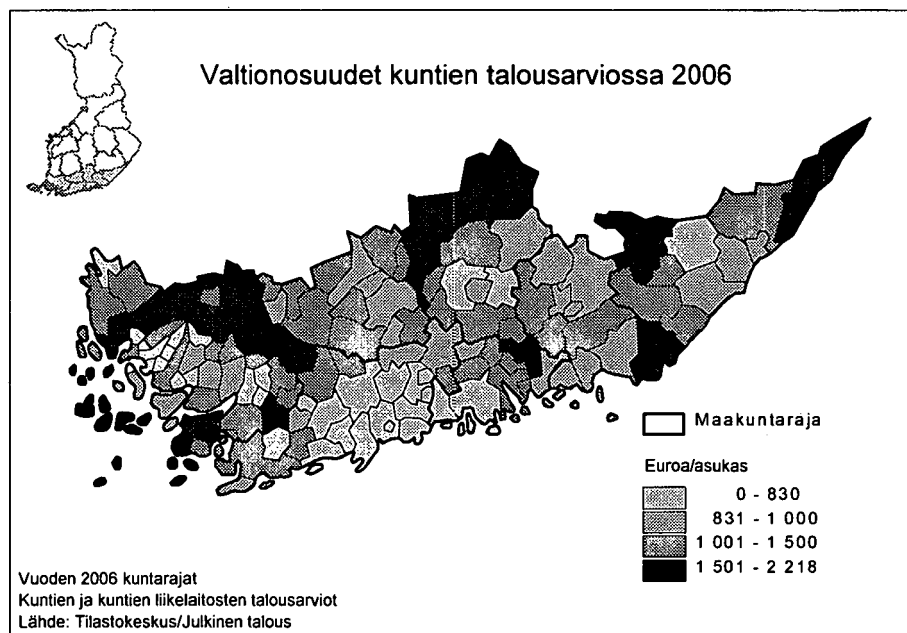 Valtionosuudet kuntien talousarviossa 2006
Maakuntaraja
Euroa/asukas
0 - 830
831 - 1 000
1 001 - 1 500
1 501 - 2 218
Vuoden 2006 kuntarajat
Kuntien ja kuntien liikelaitosten talousarviot
Lähde: Tilastokeskus/Julkinen talous